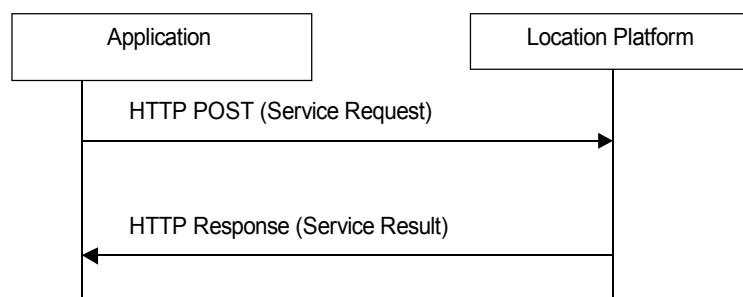 Application
Location Platform
HTTP POST (Service Request)
HTTP Response (Service Result)